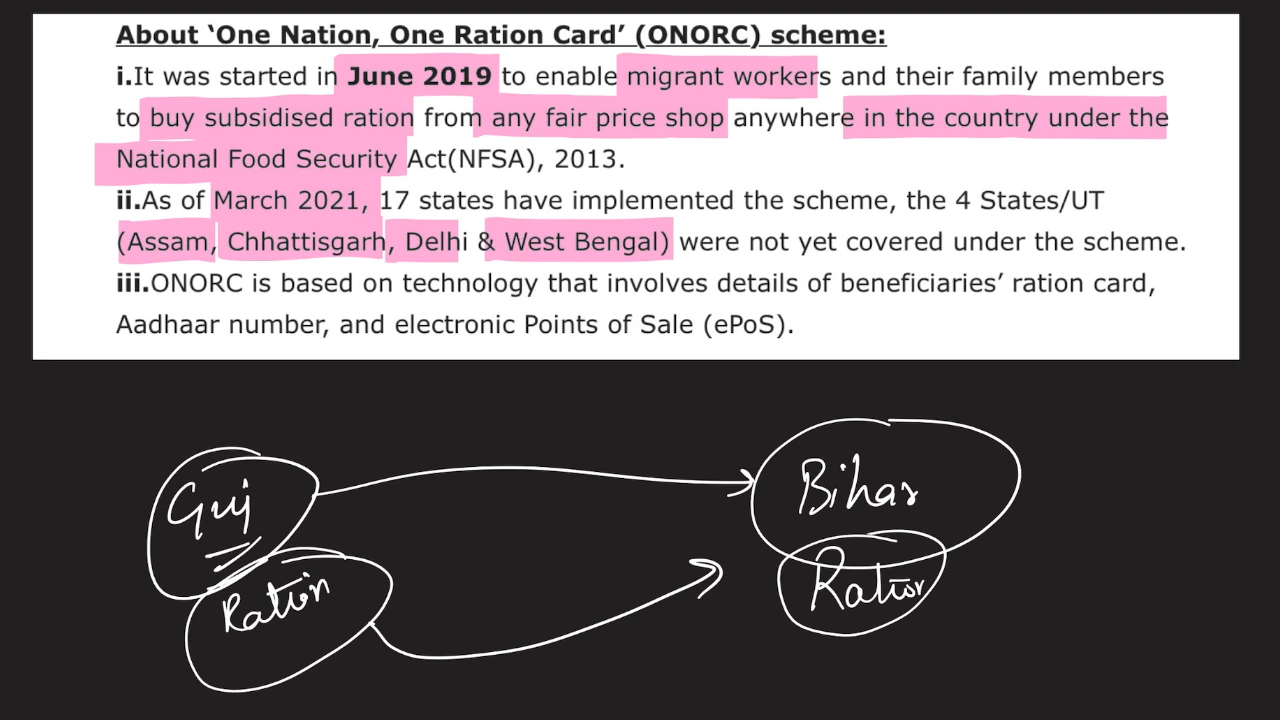 About ‘One Nation, One Ration Card’ (ONORC) scheme:
i.It was started in June 2019 to enable migrant workers and their family members
to buy subsidised ration from any fair price shop anywhere in the country under the
National Food Security Act(NFSA), 2013.
ii.As of March 2021, 17 states have implemented the scheme, the 4 States/UT
(Assam, Chhattisgarh, Delhi & West Bengal) were not yet covered under the scheme.
iii.ONORC is based on technology that involves details of beneficiaries’ ration card,
Aadhaar number, and electronic Points of Sale (ePoS).
Guj
Bihar
Ration
Ration